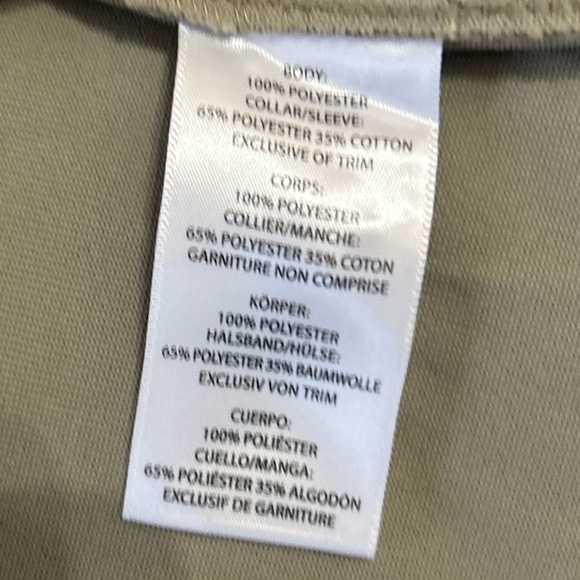 BODY:
100% POLYESTER
COLLAR/SLEEVE:
65% POLYESTER 35% COTTON
EXCLUSIVE OF TRIM
CORPS:
100% POLYESTER
COLLIER/MANCHE:
65% POLYESTER 35% COTON
GARNITURE NON COMPRISE
KÖRPER:
100% POLYESTER
HALSBAND/HÜLSE:
65% POLYESTER 35% BAUMWOLLE
EXCLUSIV VON TRIM
CUERPO:
100% POLIÉSTER
CUELLO/MANGA:
65% POLIÉSTER 35% ALGODÓN
EXCLUSIF DE GARNITURE